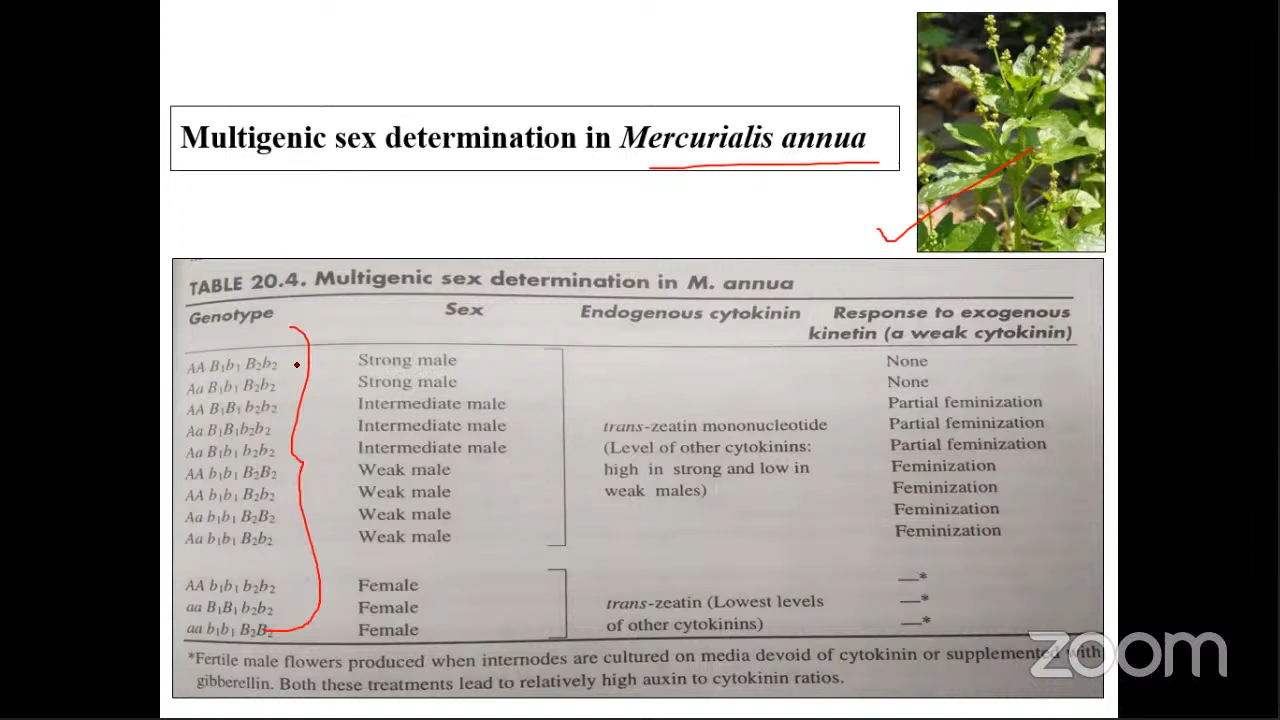 Multigenic sex determination in Mercurialis annua
TABLE 20.4. Multigenic sex determination in M. annua
Genotype Sex Endogenous cytokinin Response to exogenous
kinetin (a weak cytokinin)
AA B₁b₁ B₂b₂ Strong male None
Aa B₁b₁ B₂b₂ Strong male None
AA B₁B₁ b₂b₂ Intermediate male Partial feminization
Aa B₁B₁b₂b₂ Intermediate male trans-zeatin mononucleotide Partial feminization
Aa B₁b₁ b₂b₂ Intermediate male (Level of other cytokinins: Partial feminization
AA b₁b₁ B₂B₂ Weak male high in strong and low in Feminization
AA b₁b₁ B₂b₂ Weak male weak males) Feminization
Aa b₁b₁ B₂B₂ Weak male Feminization
Aa b₁b₁ B₂b₂ Weak male Feminization
AA b₁b₁ b₂b₂ Female —*
aa B₁B₁ b₂b₂ Female trans-zeatin (Lowest levels —*
aa b₁b₁ B₂B₂ Female of other cytokinins) —*
*Fertile male flowers produced when internodes are cultured on media devoid of cytokinin or supplemented with
gibberellin. Both these treatments lead to relatively high auxin to cytokinin ratios.
zoom